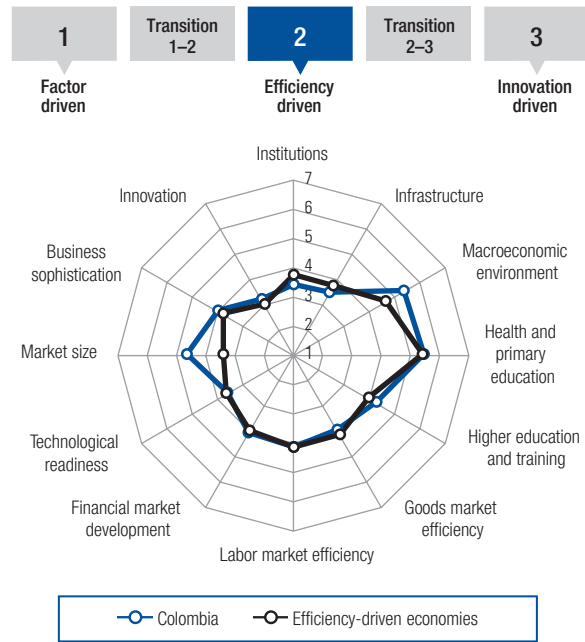 1
Transition
1–2
2
Transition
2–3
3
Factor
driven
Efficiency
driven
Innovation
driven
Institutions
7
6
5
4
3
2
1
Infrastructure
Macroeconomic
environment
Health and
primary
education
Higher education
and training
Goods market
efficiency
Labor market efficiency
Financial market
development
Technological
readiness
Market size
Business
sophistication
Innovation
Colombia
Efficiency-driven economies